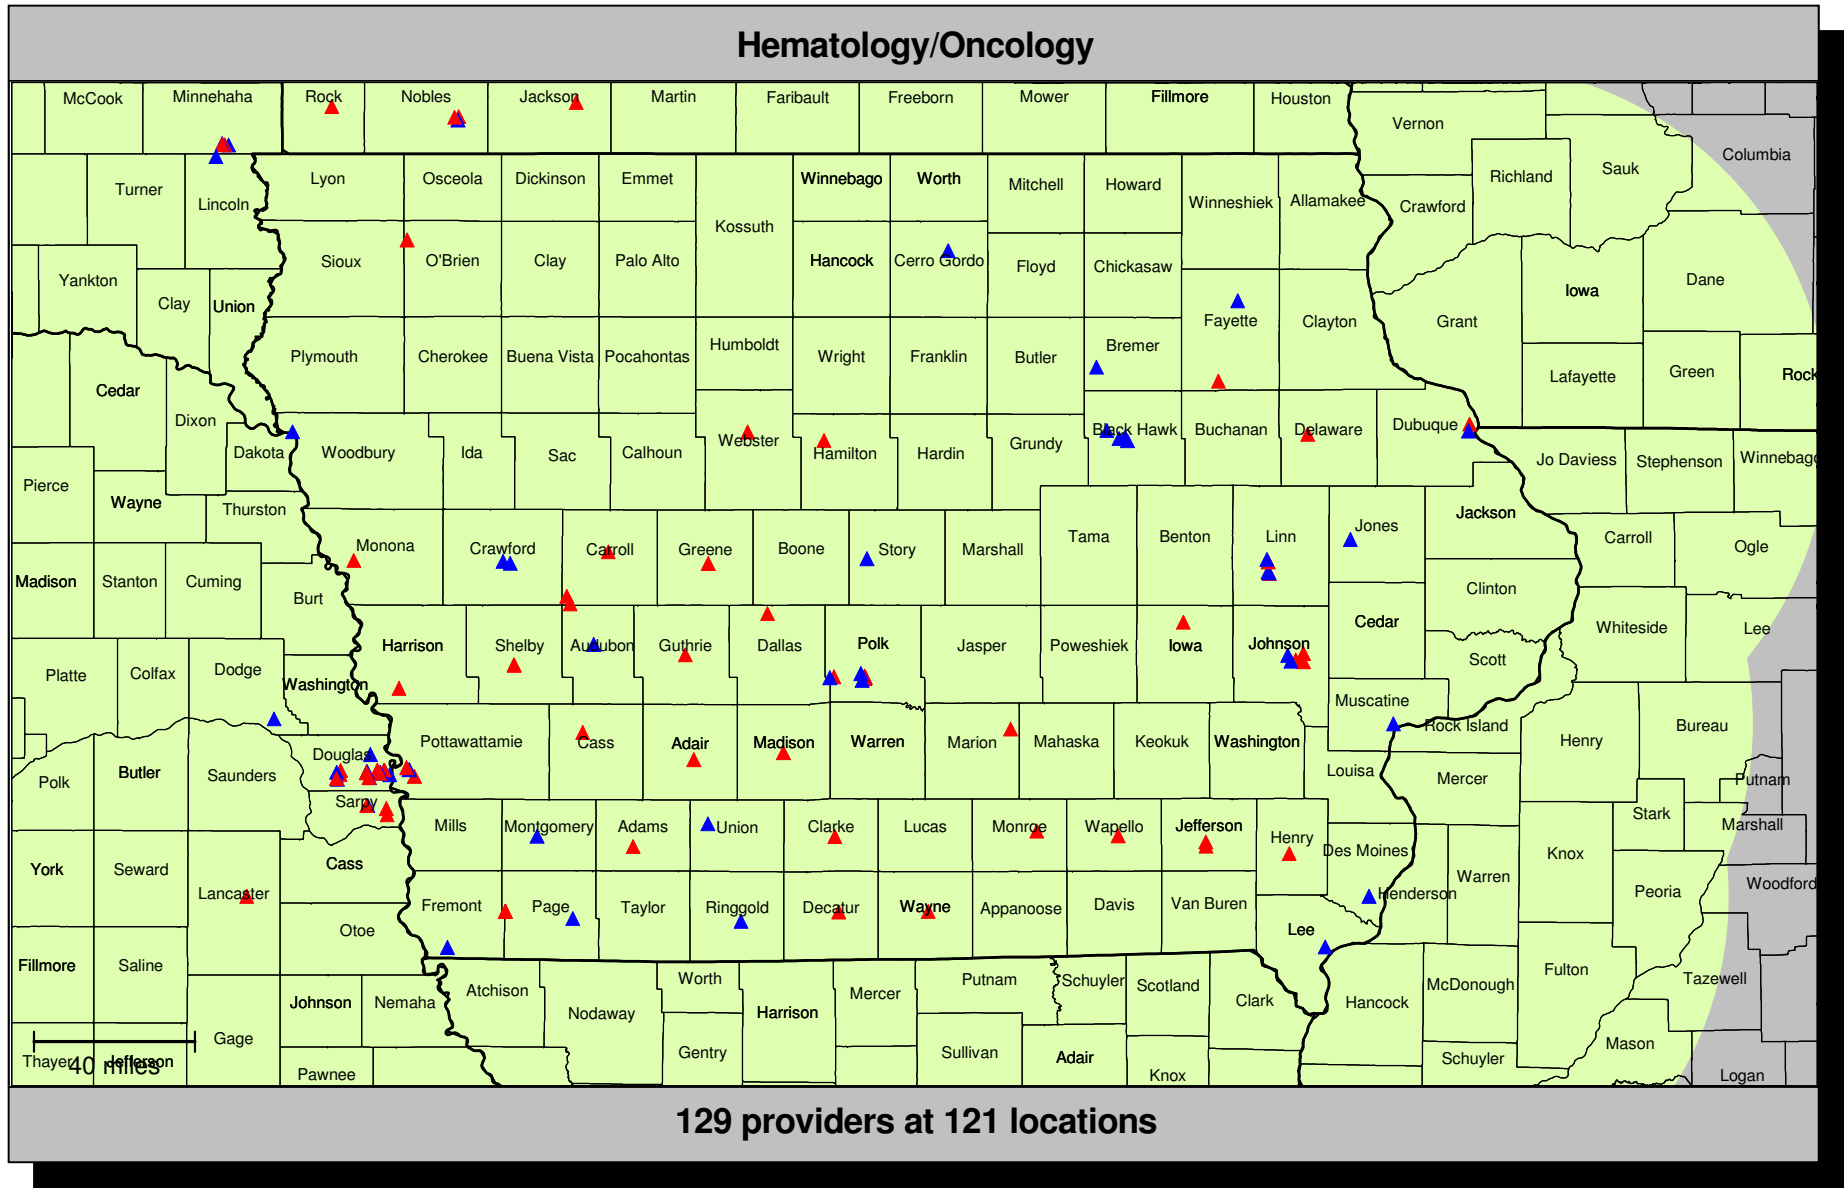 Hematology/Oncology
McCook Minnehaha Rock Nobles Jackson Martin Faribault Freeborn Mower Fillmore Houston
Vernon
Columbia
Turner Lincoln Lyon Osceola Dickinson Emmet Kossuth Winnebago Worth Mitchell Howard Winneshiek Allamakee Crawford Richland Sauk
Yankton Clay Union Sioux O'Brien Clay Palo Alto Hancock Cerro Gordo Floyd Chickasaw Iowa Dane
Fayette Clayton Grant
Cedar Dixon Plymouth Cherokee Buena Vista Pocahontas Humboldt Wright Franklin Butler Bremer Lafayette Green Rock
Dakota Woodbury Ida Sac Calhoun Webster Hamilton Hardin Grundy Black Hawk Buchanan Delaware Dubuque Jo Daviess Stephenson Winnebago
Pierce Wayne Thurston
Monona Crawford Carroll Greene Boone Story Marshall Tama Benton Linn Jones Jackson Carroll Ogle
Madison Stanton Cuming Burt Clinton
Harrison Shelby Audubon Guthrie Dallas Polk Jasper Poweshiek Iowa Johnson Cedar Scott Whiteside Lee
Platte Colfax Dodge Washington Muscatine Rock Island
Polk Butler Saunders Douglas Pottawattamie Cass Adair Madison Warren Marion Mahaska Keokuk Washington Louisa Mercer Henry Bureau Putnam
Sarpy Mills Montgomery Adams Union Clarke Lucas Monroe Wapello Jefferson Henry Des Moines Stark Marshall
York Seward Cass Lancaster Knox
Fremont Page Taylor Ringgold Decatur Wayne Appanoose Davis Van Buren Henderson Warren Peoria Woodford
Otoe Lee
Fillmore Saline Johnson Nemaha Atchison Nodaway Worth Harrison Mercer Putnam Schuyler Scotland Clark Hancock McDonough Fulton Tazewell
Thayer Jefferson Gage Gentry Sullivan Adair Schuyler Mason
40 miles
Pawnee Knox Logan
129 providers at 121 locations